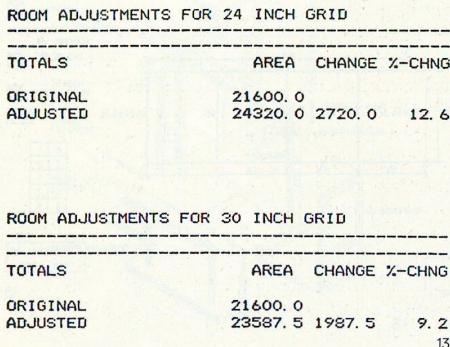 ROOM ADJUSTMENTS FOR 24 INCH GRID
TOTALS AREA CHANGE %-CHNG
ORIGINAL 21600.0
ADJUSTED 24320.0 2720.0 12.6
ROOM ADJUSTMENTS FOR 30 INCH GRID
TOTALS AREA CHANGE %-CHNG
ORIGINAL 21600.0
ADJUSTED 23587.5 1987.5 9.2
13